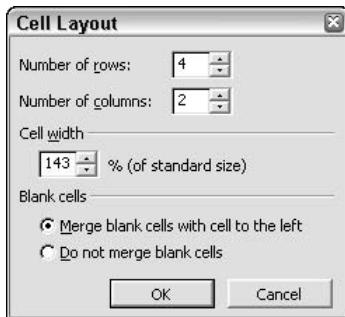 Cell Layout
Number of rows: 4
Number of columns: 2
Cell width
143 % (of standard size)
Blank cells
Merge blank cells with cell to the left
Do not merge blank cells
OK Cancel